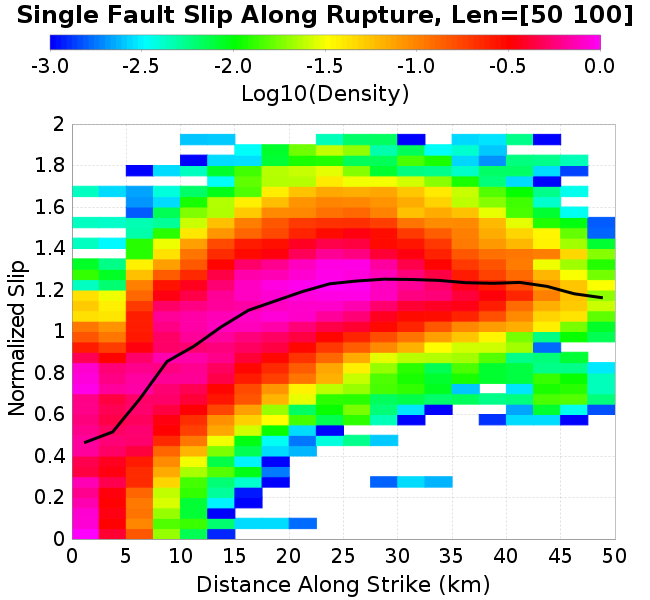 Single Fault Slip Along Rupture, Len=[50 100]
-3.0 -2.5 -2.0 -1.5 -1.0 -0.5 0.0
Log10(Density)
2
1.8
1.6
1.4
1.2
1
0.8
0.6
0.4
0.2
0
Normalized Slip
0 5 10 15 20 25 30 35 40 45 50
Distance Along Strike (km)